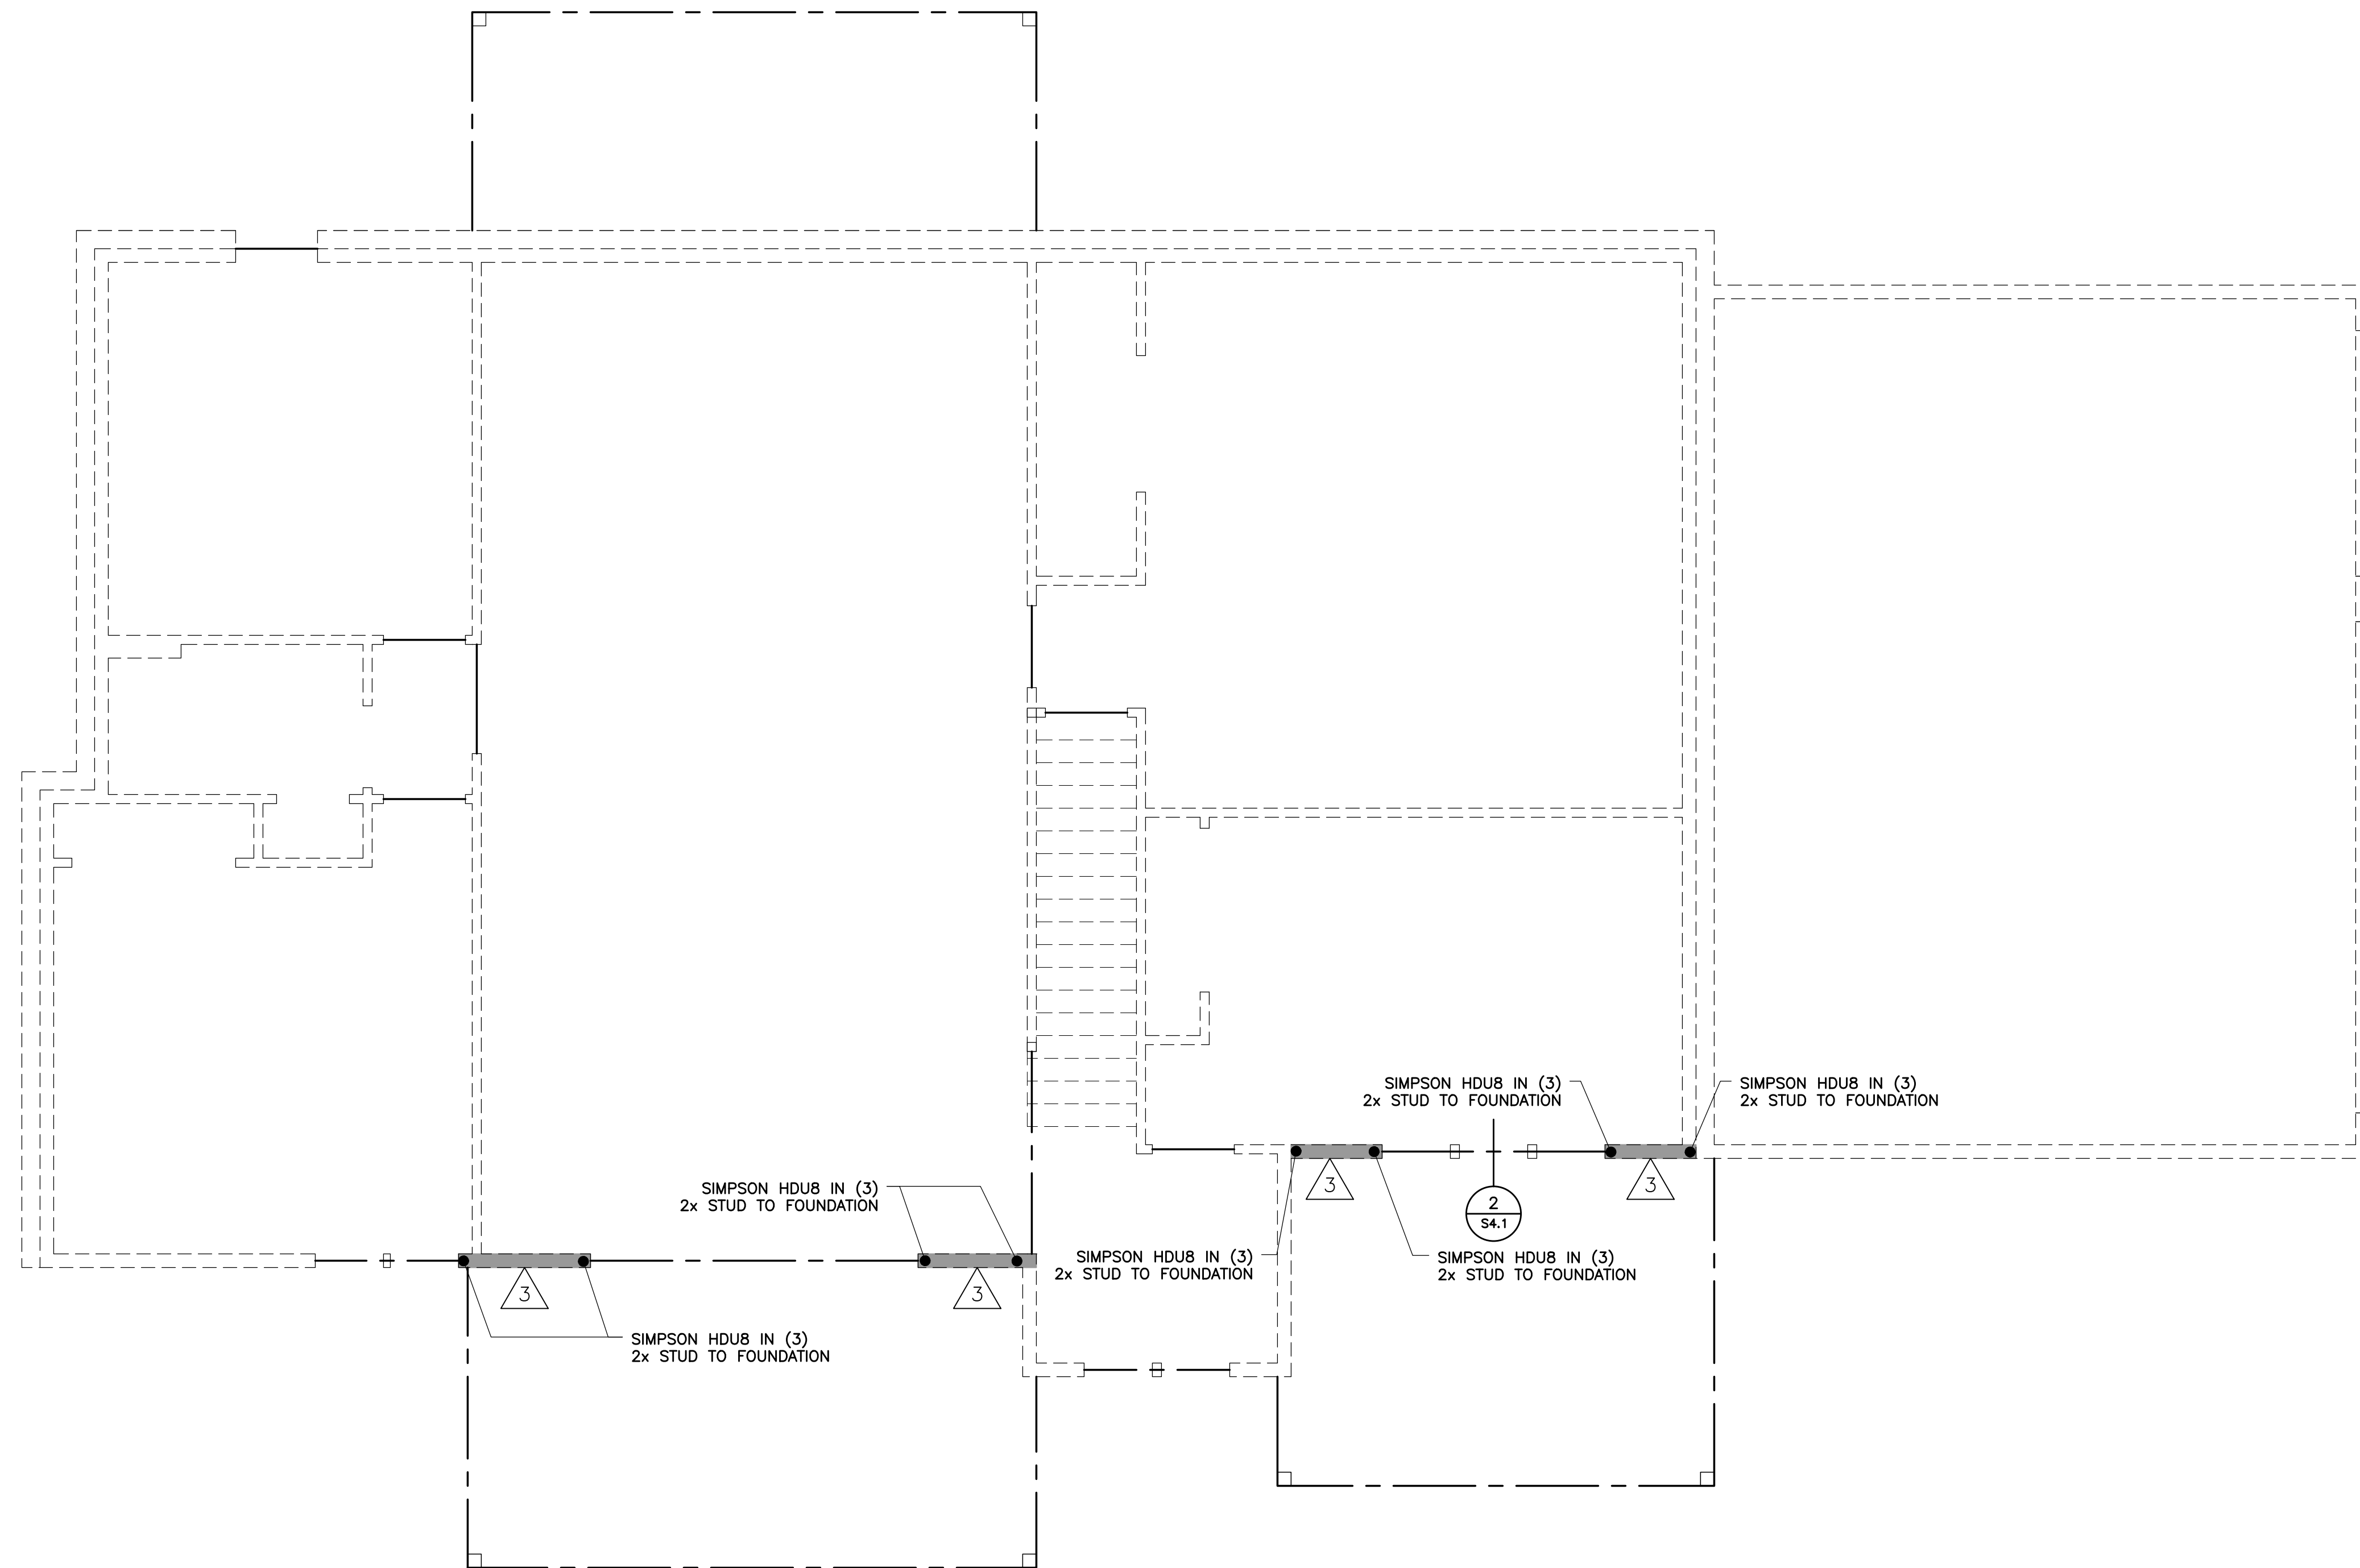 SIMPSON HDU8 IN (3)
2x STUD TO FOUNDATION
SIMPSON HDU8 IN (3)
2x STUD TO FOUNDATION
3
3
2
S4.1
SIMPSON HDU8 IN (3)
2x STUD TO FOUNDATION
SIMPSON HDU8 IN (3)
2x STUD TO FOUNDATION
SIMPSON HDU8 IN (3)
2x STUD TO FOUNDATION
3
3
SIMPSON HDU8 IN (3)
2x STUD TO FOUNDATION